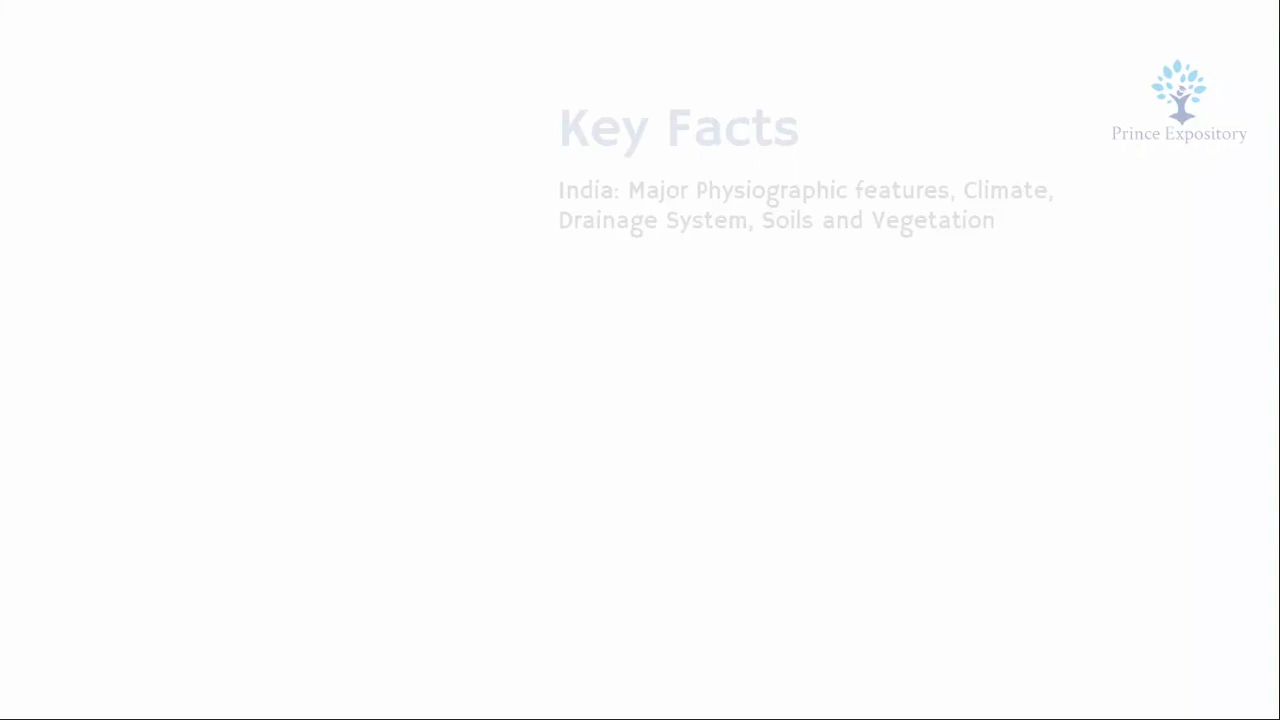 Key Facts
Prince Expository
India: Major Physiographic features, Climate,
Drainage System, Soils and Vegetation